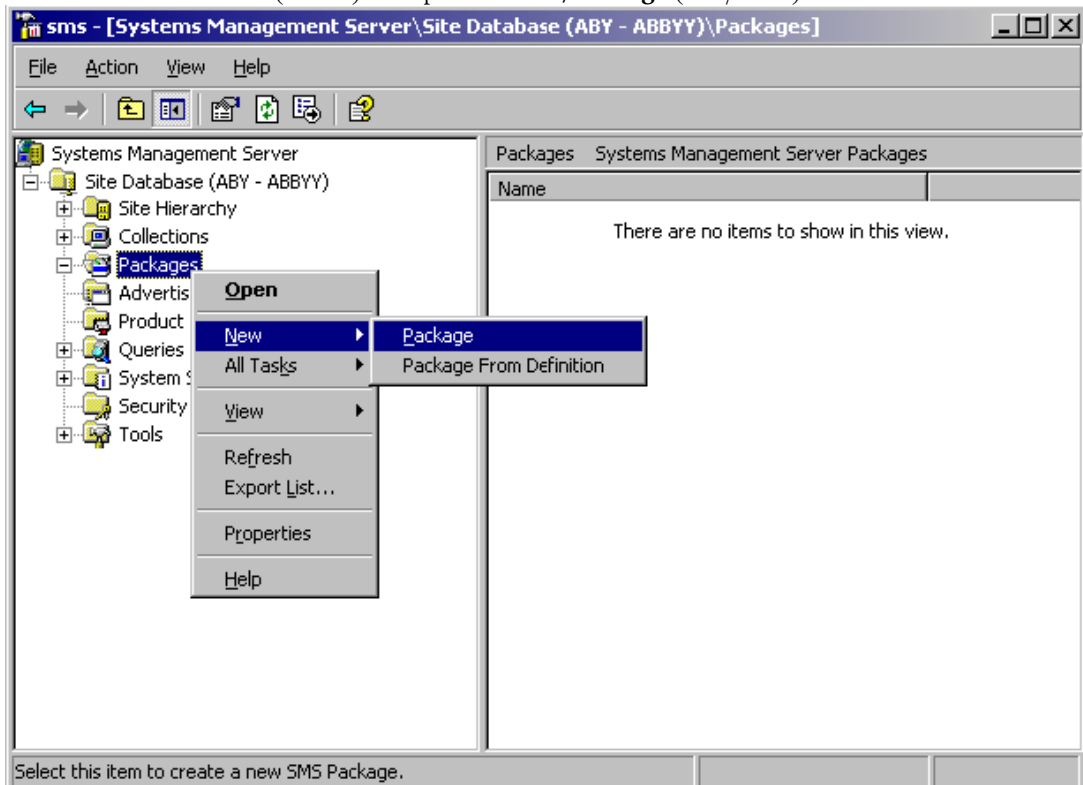 sms - [Systems Management Server\Site Database (ABY - ABBYY)\Packages]
File Action View Help
Systems Management Server
Packages Systems Management Server Packages
Site Database (ABY - ABBYY)
Name
Site Hierarchy
There are no items to show in this view.
Collections
Packages
Advertis
Open
Product
New
Package
Queries
All Tasks
Package From Definition
System
Security
View
Tools
Refresh
Export List...
Properties
Help
Select this item to create a new SMS Package.